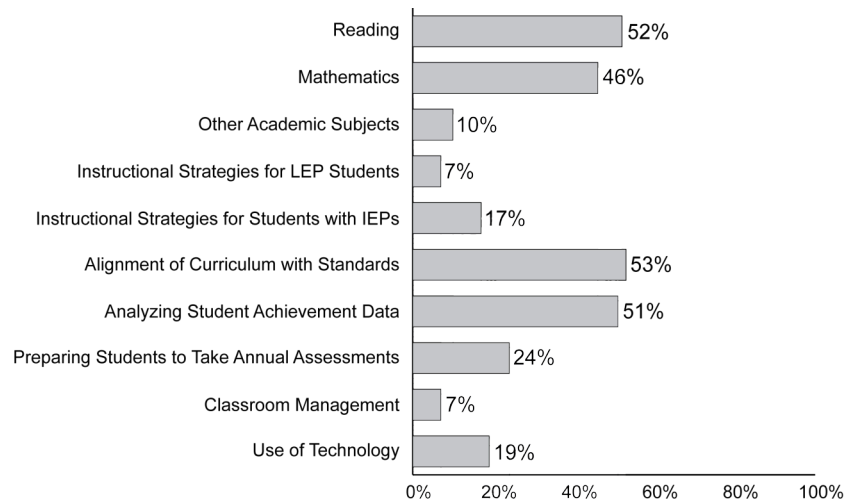 Reading 52%
Mathematics 46%
Other Academic Subjects 10%
Instructional Strategies for LEP Students 7%
Instructional Strategies for Students with IEPs 17%
Alignment of Curriculum with Standards 53%
Analyzing Student Achievement Data 51%
Preparing Students to Take Annual Assessments 24%
Classroom Management 7%
Use of Technology 19%
0% 20% 40% 60% 80% 100%